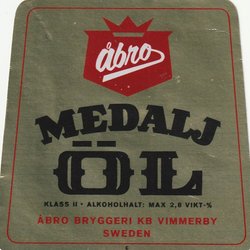 åbro
MEDALJ
ÖL
KLASS II • ALKOHOLHALT: MAX 2,8 VIKT-%
ÅBRO BRYGGERI KB VIMMERBY
SWEDEN